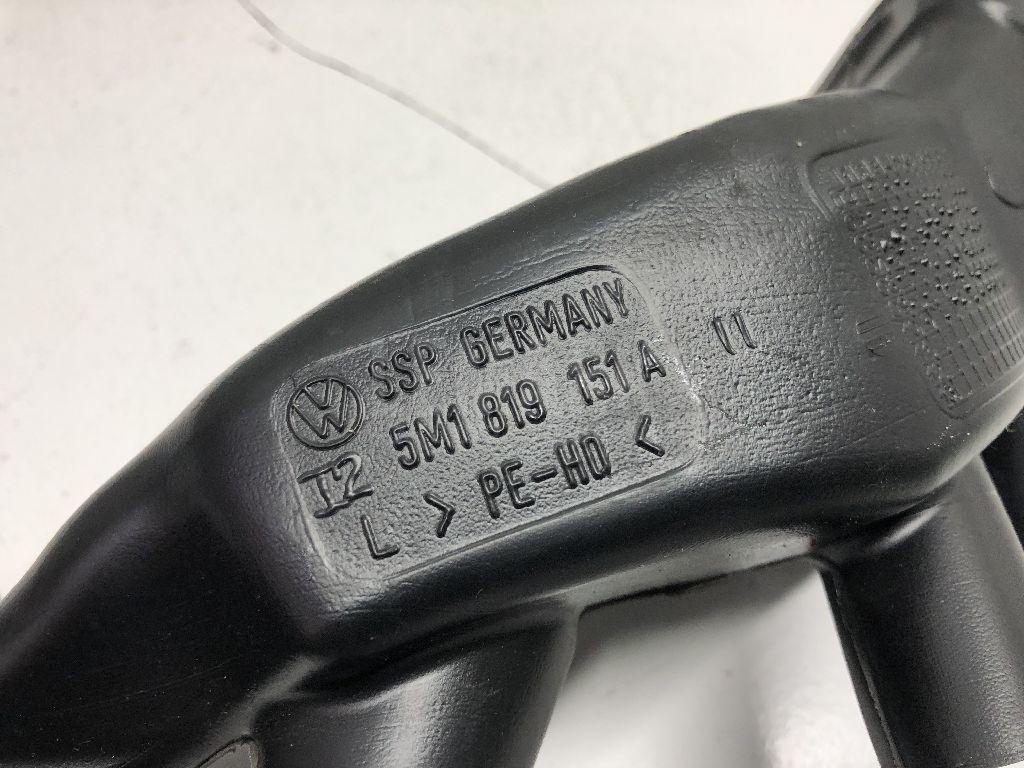 SSP GERMANY
5M1 819 151 A
I2
L > PE-HD <